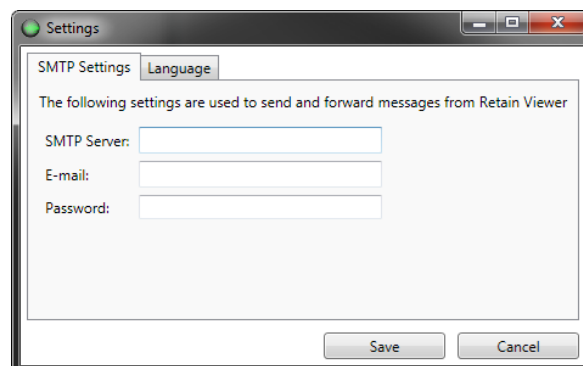 Settings
SMTP Settings Language
The following settings are used to send and forward messages from Retain Viewer
SMTP Server:
E-mail:
Password:
Save Cancel